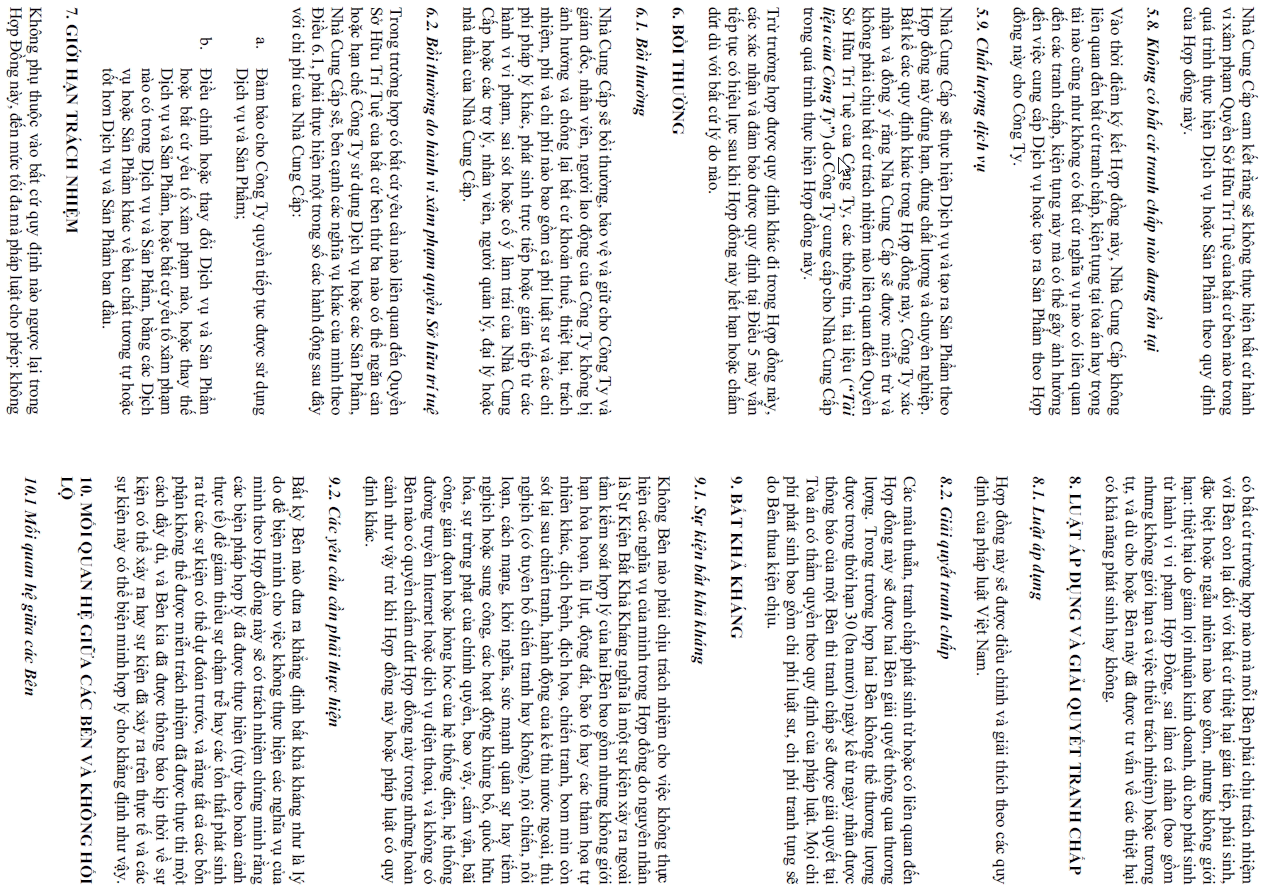 Nhà Cung Cấp cam kết rằng sẽ không thực hiện bất cứ hành
vi xâm phạm Quyền Sở Hữu Trí Tuệ của bất cứ bên nào trong
quá trình thực hiện Dịch vụ hoặc Sản Phẩm theo quy định
của Hợp đồng này.
5.8. Không có bất cứ tranh chấp nào đang tồn tại
Vào thời điểm ký kết Hợp đồng này, Nhà Cung Cấp không
liên quan đến bất cứ tranh chấp, kiện tụng tại tòa án hay trọng
tài nào cũng như không có bất cứ nghĩa vụ nào có liên quan
đến các tranh chấp, kiện tụng này mà có thể gây ảnh hưởng
đến việc cung cấp Dịch vụ hoặc tạo ra Sản Phẩm theo Hợp
đồng này cho Công Ty.
5.9. Chất lượng dịch vụ
Nhà Cung Cấp sẽ thực hiện Dịch vụ và tạo ra Sản Phẩm theo
Hợp đồng này đúng hạn, đúng chất lượng và chuyên nghiệp.
Bất kể các quy định khác trong Hợp đồng này, Công Ty xác
nhận và đồng ý rằng Nhà Cung Cấp sẽ được miễn trừ và
không phải chịu bất cứ trách nhiệm nào liên quan đến Quyền
Sở Hữu Trí Tuệ của Công Ty, các thông tin, tài liệu ("Tài
liệu của Công Ty") do Công Ty cung cấp cho Nhà Cung Cấp
trong quá trình thực hiện Hợp đồng này.
Trừ trường hợp được quy định khác đi trong Hợp đồng này,
các xác nhận và đảm bảo được quy định tại Điều 5 này vẫn
tiếp tục có hiệu lực sau khi Hợp đồng này hết hạn hoặc chấm
dứt dù với bất cứ lý do nào.
6. BỒI THƯỜNG
6.1. Bồi thường
Nhà Cung Cấp sẽ bồi thường, bảo vệ và giữ cho Công Ty và
giám đốc, nhân viên, người lao động của Công Ty không bị
ảnh hưởng và chống lại bất cứ khoản thuế, thiệt hại, trách
nhiệm, phí và chi phí nào bao gồm cả phí luật sư và các chi
phí pháp lý khác, phát sinh trực tiếp hoặc gián tiếp từ các
hành vi vi phạm, sai sót hoặc cố ý làm trái của Nhà Cung
Cấp hoặc các trợ lý, nhân viên, người quản lý, đại lý hoặc
nhà thầu của Nhà Cung Cấp.
6.2. Bồi thường do hành vi xâm phạm quyền Sở hữu trí tuệ
Trong trường hợp có bất cứ yêu cầu nào liên quan đến Quyền
Sở Hữu Trí Tuệ của bất cứ bên thứ ba nào có thể ngăn cản
hoặc hạn chế Công Ty sử dụng Dịch vụ hoặc các Sản Phẩm,
Nhà Cung Cấp sẽ, bên cạnh các nghĩa vụ khác của mình theo
Điều 6.1, phải thực hiện một trong số các hành động sau đây
với chi phí của Nhà Cung Cấp:
a. Đảm bảo cho Công Ty quyền tiếp tục được sử dụng
Dịch vụ và Sản Phẩm;
b. Điều chỉnh hoặc thay đổi Dịch vụ và Sản Phẩm
hoặc bất cứ yếu tố xâm phạm nào, hoặc thay thế
Dịch vụ và Sản Phẩm, hoặc bất cứ yếu tố xâm phạm
nào có trong Dịch vụ và Sản Phẩm, bằng các Dịch
vụ hoặc Sản Phẩm khác về bản chất tương tự hoặc
tốt hơn Dịch vụ và Sản Phẩm ban đầu.
7. GIỚI HẠN TRÁCH NHIỆM
Không phụ thuộc vào bất cứ quy định nào ngược lại trong
Hợp Đồng này, đến mức tối đa mà pháp luật cho phép: không
có bất cứ trường hợp nào mà mỗi Bên phải chịu trách nhiệm
với Bên còn lại đối với bất cứ thiệt hại gián tiếp, phái sinh,
đặc biệt hoặc ngẫu nhiên nào bao gồm, nhưng không giới
hạn: thiệt hại do giảm lợi nhuận kinh doanh, dù cho phát sinh
từ hành vi vi phạm Hợp Đồng, sai lầm cá nhân (bao gồm
nhưng không giới hạn cả việc thiếu trách nhiệm) hoặc tương
tự, và dù cho hoặc Bên này đã được tư vấn về các thiệt hại
có khả năng phát sinh hay không.
8. LUẬT ÁP DỤNG VÀ GIẢI QUYẾT TRANH CHẤP
8.1. Luật áp dụng
Hợp đồng này sẽ được điều chỉnh và giải thích theo các quy
định của pháp luật Việt Nam.
8.2. Giải quyết tranh chấp
Các mâu thuẫn, tranh chấp phát sinh từ hoặc có liên quan đến
Hợp đồng này sẽ được hai Bên giải quyết thông qua thương
lượng. Trong trường hợp hai Bên không thể thương lượng
được trong thời hạn 30 (ba mươi) ngày kể từ ngày nhận được
thông báo của một Bên thì tranh chấp sẽ được giải quyết tại
Tòa án có thẩm quyền theo quy định của pháp luật. Mọi chi
phí phát sinh bao gồm chi phí luật sư, chi phí tranh tụng sẽ
do Bên thua kiện chịu.
9. BẤT KHẢ KHÁNG
9.1. Sự kiện bất khả kháng
Không Bên nào phải chịu trách nhiệm cho việc không thực
hiện các nghĩa vụ của mình trong Hợp đồng do nguyên nhân
là Sự Kiện Bất Khả Kháng nghĩa là một sự kiện xảy ra ngoài
tầm kiểm soát hợp lý của hai Bên bao gồm nhưng không giới
hạn hỏa hoạn, lũ lụt, động đất, bão tố hay các thảm họa tự
nhiên khác, dịch bệnh, địch họa, chiến tranh, bom mìn còn
sót tại sau chiến tranh, hành động của kẻ thù nước ngoài, thù
nghịch (có tuyên bố chiến tranh hay không), nội chiến, nổi
loạn, cách mạng, khởi nghĩa, sức mạnh quân sự hay tiếm
nghịch hoặc sung công, các hoạt động khủng bố, quốc hữu
hóa, sự trừng phạt của chính quyền, bao vây, cấm vận, bãi
công, gián đoạn hoặc hỏng hóc của hệ thống điện, hệ thống
đường truyền Internet hoặc dịch vụ điện thoại, và không có
Bên nào có quyền chấm dứt Hợp đồng này trong những hoàn
cảnh như vậy trừ khi Hợp đồng này hoặc pháp luật có quy
định khác.
9.2. Các yêu cầu cần phải thực hiện
Bất kỳ Bên nào đưa ra khẳng định bất khả kháng như là lý
do để biện minh cho việc không thực hiện các nghĩa vụ của
mình theo Hợp đồng này sẽ có trách nhiệm chứng minh rằng
các biện pháp hợp lý đã được thực hiện (tùy theo hoàn cảnh
thực tế) để giảm thiểu sự chậm trễ hay các tổn thất phát sinh
ra từ các sự kiện có thể dự đoán trước, và rằng tất cả các bổn
phận không thể được miễn trách nhiệm đã được thực thi một
cách đầy đủ, và Bên kia đã được thông báo kịp thời về sự
kiện có thể xảy ra hay sự kiện đã xảy ra trên thực tế và các
sự kiện này có thể biện minh hợp lý cho khẳng định như vậy.
10. MỐI QUAN HỆ GIỮA CÁC BÊN VÀ KHÔNG HỐI
LỘ
10.1 Mối quan hệ giữa các Bên